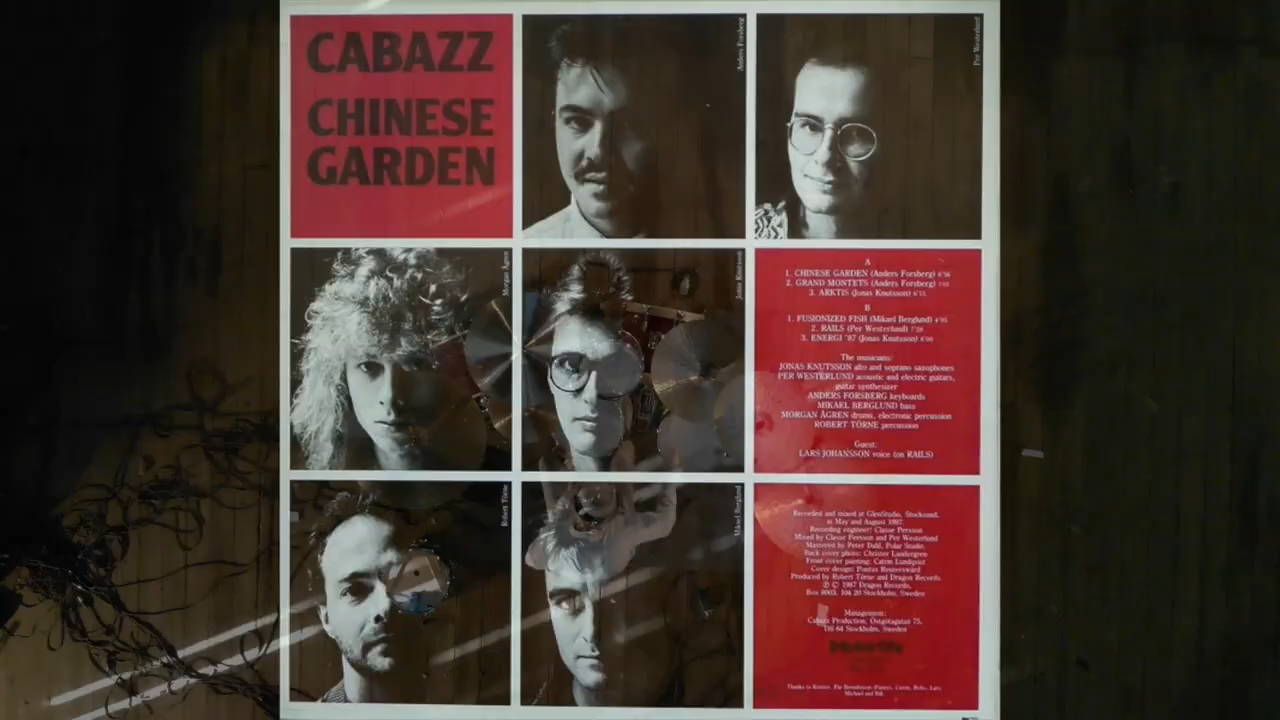 CABAZZ
CHINESE
GARDEN
Anders Forsberg
Per Westerlund
Morgan Ågren
Jonas Knutsson
A
1. CHINESE GARDEN (Anders Forsberg) 6'56
2. GRAND MONTETS (Anders Forsberg)
3. ARKTIS (Jonas Knutsson) 6'15
B
1. FUSIONIZED FISH (Mikael Berglund) 4'05
2. RAILS (Per Westerlund) 7'29
3. ENERGI '87 (Jonas Knutsson) 8'00
The musicians:
JONAS KNUTSSON alto and soprano saxophones
PER WESTERLUND acoustic and electric guitars,
guitar synthesizer
ANDERS FORSBERG keyboards
MIKAEL BERGLUND bass
MORGAN ÅGREN drums, electronic percussion
ROBERT TÖRNE percussion
Guest:
LARS JOHANSSON voice (on RAILS)
Robert Törne
Mikael Berglund
Recorded and mixed at GlenStudio, Stocksund,
in May and August 1987.
Recording engineer: Classe Persson
Mixed by Classe Persson and Per Westerlund
Mastered by Peter Dahl, Polar Studio.
Back cover photo: Christer Landergren
Front cover painting: Catrin Lundqvist
Cover design: Pontus Reuterswärd
Produced by Robert Törne and Dragon Records
℗ © 1987 Dragon Records,
Box 8003, 104 20 Stockholm, Sweden
Management:
Cabazz Production, Östgötagatan 75,
116 64 Stockholm, Sweden
Michael and Bill.